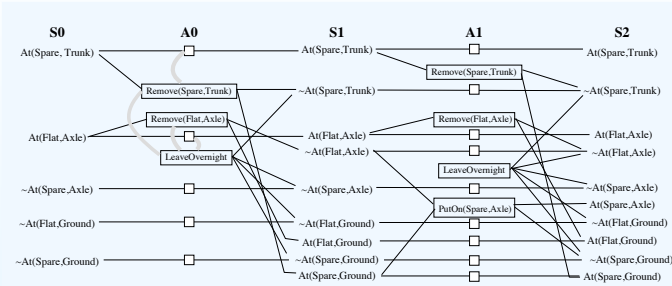 S0 A0 S1 A1 S2
At(Spare, Trunk) At(Spare,Trunk) At(Spare,Trunk)
Remove(Spare,Trunk)
Remove(Spare,Trunk) ~At(Spare,Trunk) ~At(Spare,Trunk)
Remove(Flat,Axle) Remove(Flat,Axle)
At(Flat,Axle) At(Flat,Axle) At(Flat,Axle)
~At(Flat,Axle) ~At(Flat,Axle)
LeaveOvernight
LeaveOvernight
~At(Spare,Axle) ~At(Spare,Axle) ~At(Spare,Axle)
At(Spare,Axle)
PutOn(Spare,Axle)
~At(Flat,Ground) ~At(Flat,Ground) ~At(Flat,Ground)
At(Flat,Ground) At(Flat,Ground)
~At(Spare,Ground) ~At(Spare,Ground) ~At(Spare,Ground)
At(Spare,Ground) At(Spare,Ground)